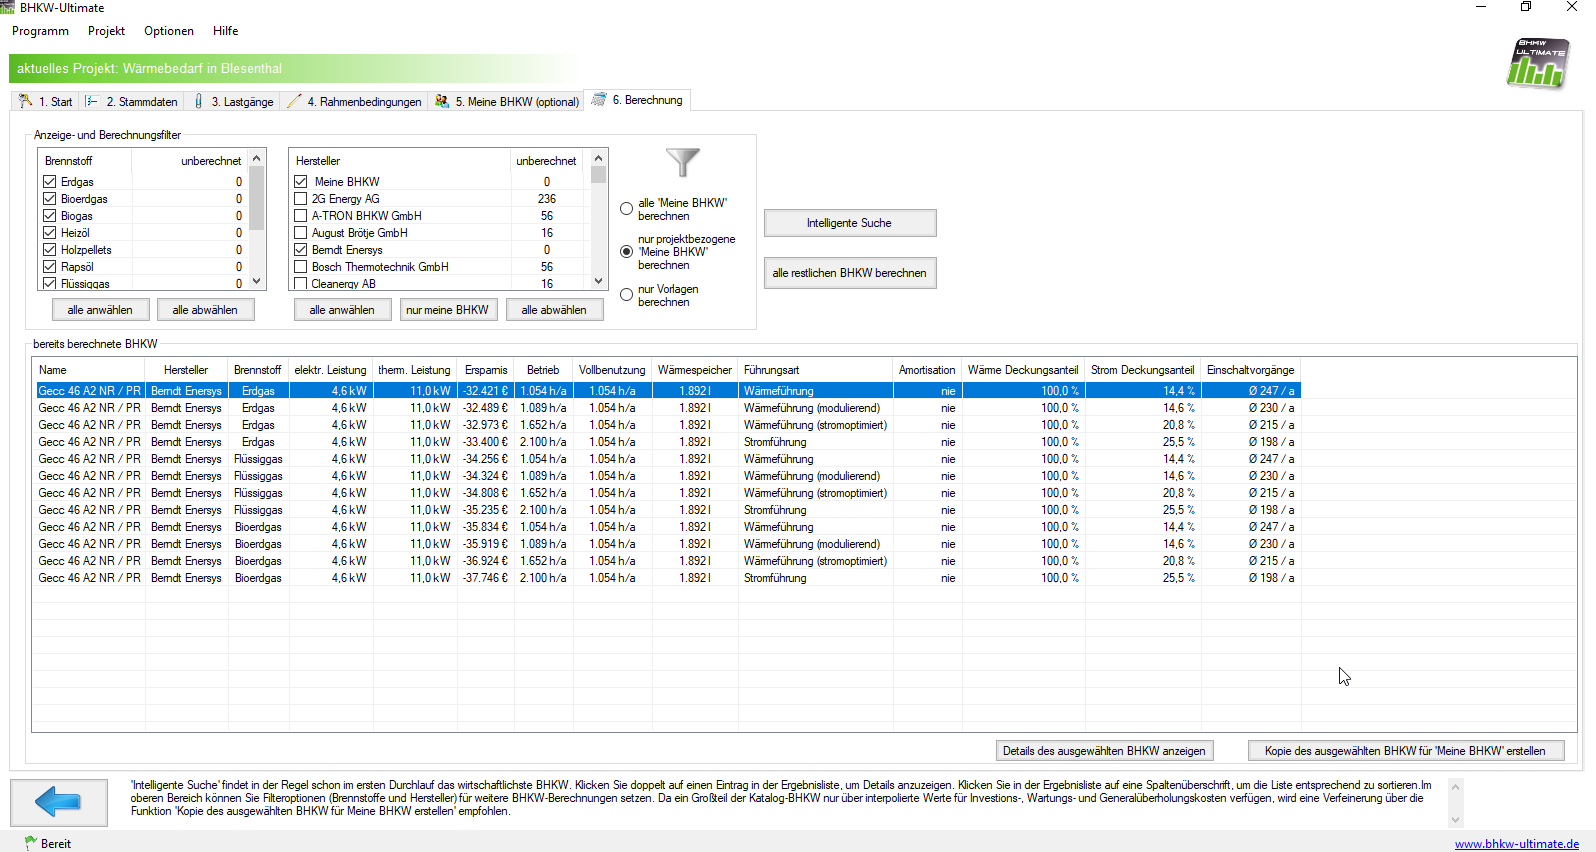 BHKW-Ultimate
Programm Projekt Optionen Hilfe
aktuelles Projekt: Wärmebedarf in Blesenthal
BHKW ULTIMATE
1. Start 2. Stammdaten 3. Lastgänge 4. Rahmenbedingungen 5. Meine BHKW (optional) 6. Berechnung
Anzeige- und Berechnungsfilter
Brennstoff unberechnet
Erdgas 0
Bioerdgas 0
Biogas 0
Heizöl 0
Holzpellets 0
Rapsöl 0
Flüssiggas 0
alle anwählen alle abwählen
Hersteller unberechnet
Meine BHKW 0
2G Energy AG 236
A-TRON BHKW GmbH 56
August Brötje GmbH 16
Berndt Enersys 0
Bosch Thermotechnik GmbH 56
Cleanergy AB 16
alle anwählen nur meine BHKW alle abwählen
alle 'Meine BHKW'
berechnen
nur projektbezogene
'Meine BHKW'
berechnen
nur Vorlagen
berechnen
Intelligente Suche
alle restlichen BHKW berechnen
bereits berechnete BHKW
Name Hersteller Brennstoff elektr. Leistung therm. Leistung Ersparnis Betrieb Vollbenutzung Wärmespeicher Führungsart Amortisation Wärme Deckungsanteil Strom Deckungsanteil Einschaltvorgänge
Gecc 46 A2 NR / PR Berndt Enersys Erdgas 4,6 kW 11,0 kW -32.421 € 1.054 h/a 1.054 h/a 1.892 l Wärmeführung nie 100,0 % 14,4 % Ø 247 / a
Gecc 46 A2 NR / PR Berndt Enersys Erdgas 4,6 kW 11,0 kW -32.489 € 1.089 h/a 1.054 h/a 1.892 l Wärmeführung (modulierend) nie 100,0 % 14,6 % Ø 230 / a
Gecc 46 A2 NR / PR Berndt Enersys Erdgas 4,6 kW 11,0 kW -32.973 € 1.652 h/a 1.054 h/a 1.892 l Wärmeführung (stromoptimiert) nie 100,0 % 20,8 % Ø 215 / a
Gecc 46 A2 NR / PR Berndt Enersys Erdgas 4,6 kW 11,0 kW -33.400 € 2.100 h/a 1.054 h/a 1.892 l Stromführung nie 100,0 % 25,5 % Ø 198 / a
Gecc 46 A2 NR / PR Berndt Enersys Flüssiggas 4,6 kW 11,0 kW -34.256 € 1.054 h/a 1.054 h/a 1.892 l Wärmeführung nie 100,0 % 14,4 % Ø 247 / a
Gecc 46 A2 NR / PR Berndt Enersys Flüssiggas 4,6 kW 11,0 kW -34.324 € 1.089 h/a 1.054 h/a 1.892 l Wärmeführung (modulierend) nie 100,0 % 14,6 % Ø 230 / a
Gecc 46 A2 NR / PR Berndt Enersys Flüssiggas 4,6 kW 11,0 kW -34.808 € 1.652 h/a 1.054 h/a 1.892 l Wärmeführung (stromoptimiert) nie 100,0 % 20,8 % Ø 215 / a
Gecc 46 A2 NR / PR Berndt Enersys Flüssiggas 4,6 kW 11,0 kW -35.235 € 2.100 h/a 1.054 h/a 1.892 l Stromführung nie 100,0 % 25,5 % Ø 198 / a
Gecc 46 A2 NR / PR Berndt Enersys Bioerdgas 4,6 kW 11,0 kW -35.834 € 1.054 h/a 1.054 h/a 1.892 l Wärmeführung nie 100,0 % 14,4 % Ø 247 / a
Gecc 46 A2 NR / PR Berndt Enersys Bioerdgas 4,6 kW 11,0 kW -35.919 € 1.089 h/a 1.054 h/a 1.892 l Wärmeführung (modulierend) nie 100,0 % 14,6 % Ø 230 / a
Gecc 46 A2 NR / PR Berndt Enersys Bioerdgas 4,6 kW 11,0 kW -36.924 € 1.652 h/a 1.054 h/a 1.892 l Wärmeführung (stromoptimiert) nie 100,0 % 20,8 % Ø 215 / a
Gecc 46 A2 NR / PR Berndt Enersys Bioerdgas 4,6 kW 11,0 kW -37.746 € 2.100 h/a 1.054 h/a 1.892 l Stromführung nie 100,0 % 25,5 % Ø 198 / a
Details des ausgewählten BHKW anzeigen Kopie des ausgewählten BHKW für 'Meine BHKW' erstellen
'Intelligente Suche' findet in der Regel schon im ersten Durchlauf das wirtschaftlichste BHKW. Klicken Sie doppelt auf einen Eintrag in der Ergebnisliste, um Details anzuzeigen. Klicken Sie in der Ergebnisliste auf eine Spaltenüberschrift, um die Liste entsprechend zu sortieren.Im
oberen Bereich können Sie Filteroptionen (Brennstoffe und Hersteller) für weitere BHKW-Berechnungen setzen. Da ein Großteil der Katalog-BHKW nur über interpolierte Werte für Investions-, Wartungs- und Generalüberholungskosten verfügen, wird eine Verfeinerung über die
Funktion 'Kopie des ausgewählten BHKW für Meine BHKW erstellen' empfohlen.
Bereit
www.bhkw-ultimate.de